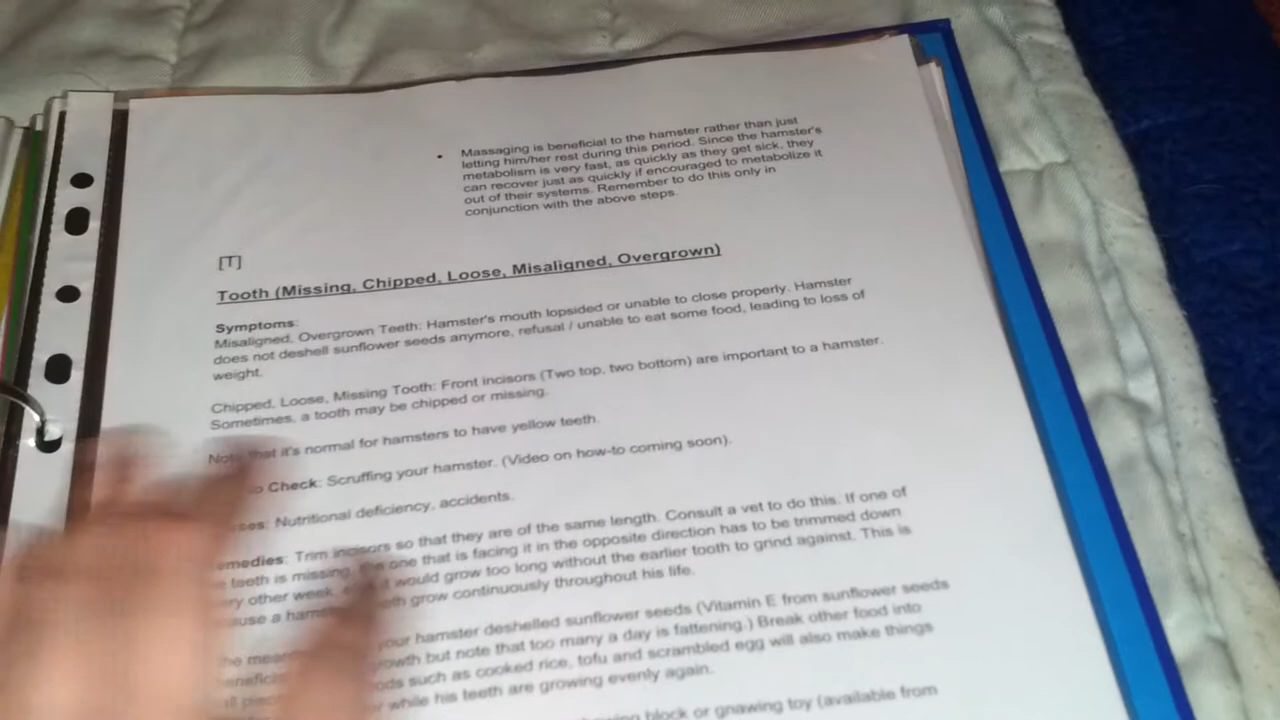 • Massaging is beneficial to the hamster rather than just
letting him/her rest during this period. Since the hamster's
metabolism is very fast, as quickly as they get sick, they
can recover just as quickly if encouraged to metabolize it
out of their systems. Remember to do this only in
conjunction with the above steps.
[T]
Tooth (Missing, Chipped, Loose, Misaligned, Overgrown)
Symptoms:
Misaligned, Overgrown Teeth: Hamster's mouth lopsided or unable to close properly. Hamster
does not deshell sunflower seeds anymore, refusal / unable to eat some food, leading to loss of
weight.
Chipped, Loose, Missing Tooth: Front incisors (Two top, two bottom) are important to a hamster.
Sometimes, a tooth may be chipped or missing.
Note that it's normal for hamsters to have yellow teeth.
Check: Scruffing your hamster. (Video on how-to coming soon).
Nutritional deficiency, accidents.
Trim incisors so that they are of the same length. Consult a vet to do this. If one of
teeth is missing, one that is facing it in the opposite direction has to be trimmed down
other week, would grow too long without the earlier tooth to grind against. This is
a grow continuously throughout his life.
your hamster deshelled sunflower seeds (Vitamin E from sunflower seeds
but note that too many a day is fattening.) Break other food into
such as cooked rice, tofu and scrambled egg will also make things
while his teeth are growing evenly again.
block or gnawing toy (available from